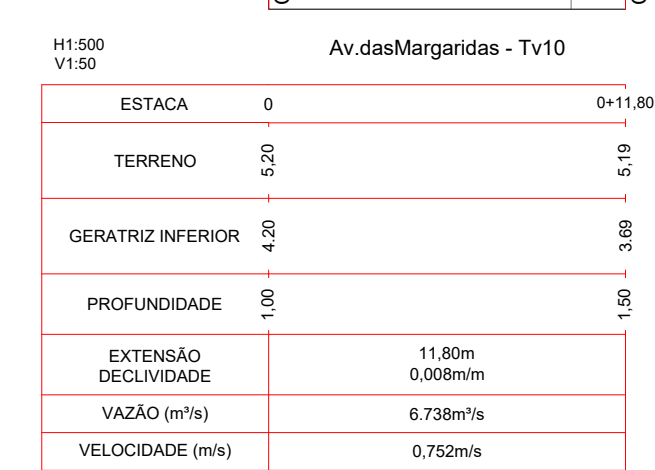 H1:500
V1:50
Av.dasMargaridas - Tv10
ESTACA 0 0+11,80
TERRENO 5,20 5,19
GERATRIZ INFERIOR 4.20 3.69
PROFUNDIDADE 1,00 1,50
EXTENSÃO 11,80m
DECLIVIDADE 0,008m/m
VAZÃO (m³/s) 6.738m³/s
VELOCIDADE (m/s) 0,752m/s